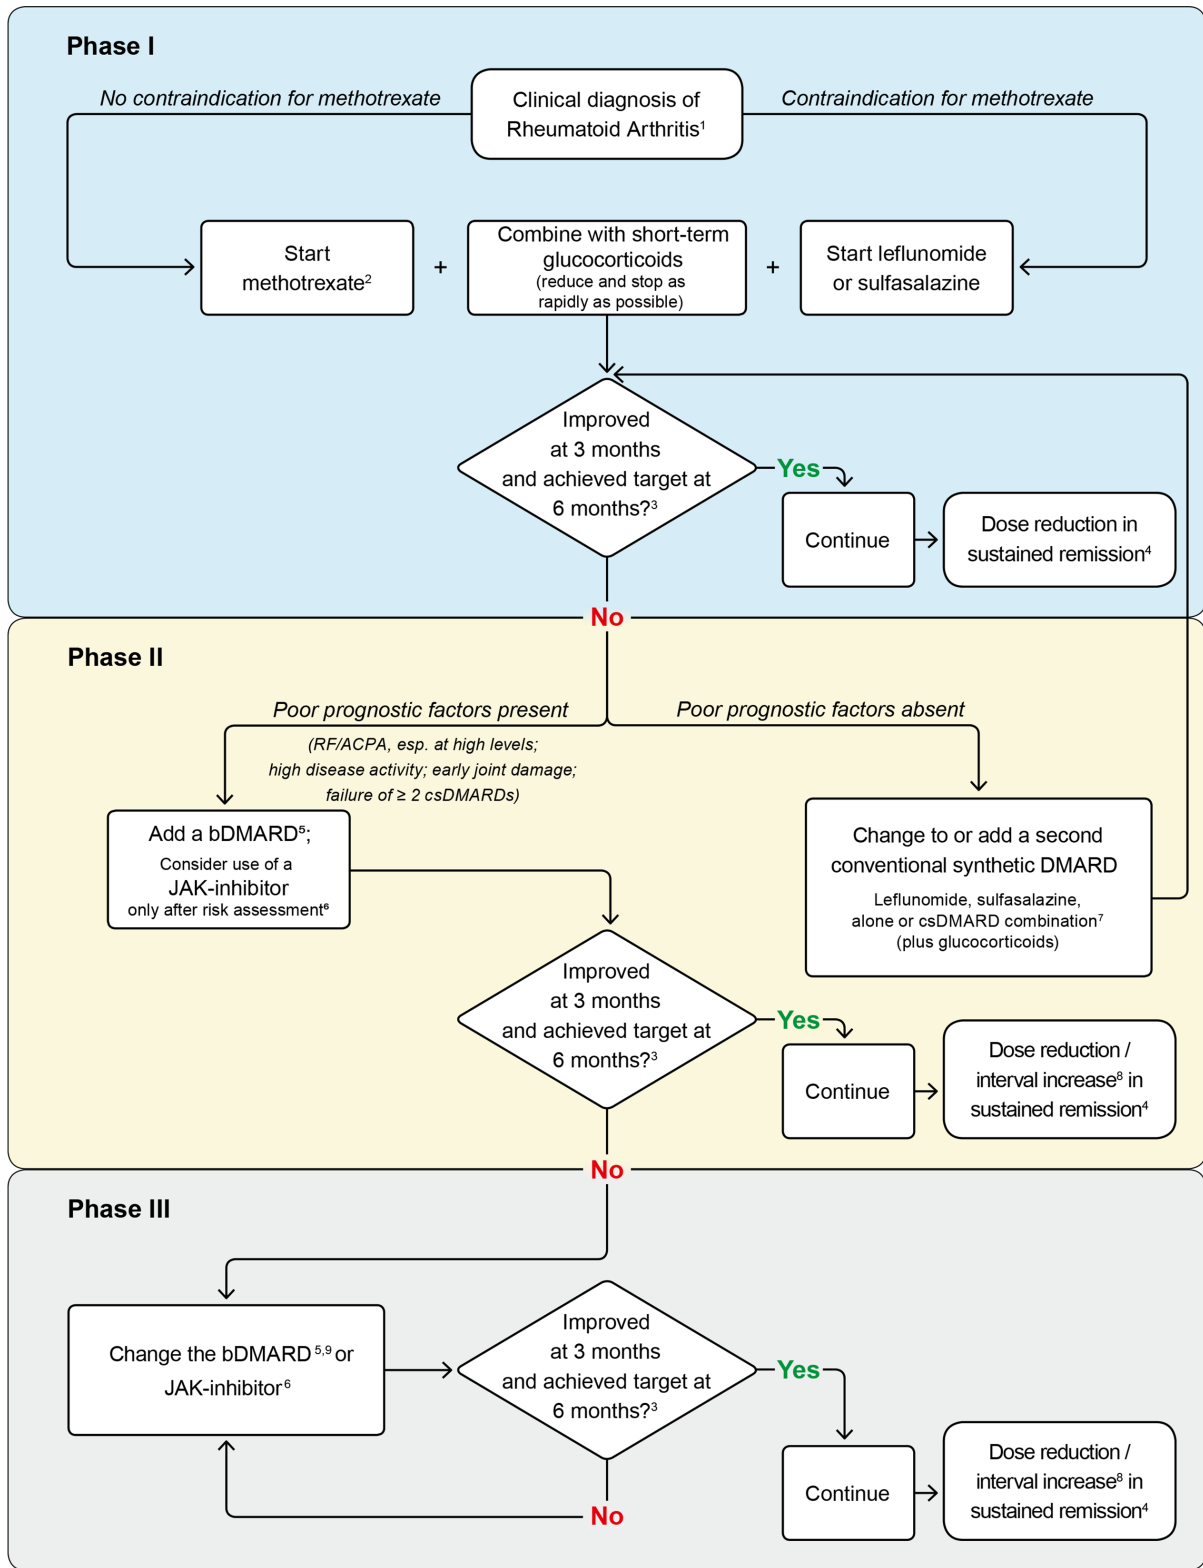 Phase I
No contraindication for methotrexate
Clinical diagnosis of
Rheumatoid Arthritis¹
Contraindication for methotrexate
Start
methotrexate²
+
Combine with short-term
glucocorticoids
(reduce and stop as
rapidly as possible)
+
Start leflunomide
or sulfasalazine
Improved
at 3 months
and achieved target at
6 months?³
Yes
Continue
Dose reduction in
sustained remission⁴
No
Phase II
Poor prognostic factors present
(RF/ACPA, esp. at high levels;
high disease activity; early joint damage;
failure of ≥ 2 csDMARDs)
Poor prognostic factors absent
Add a bDMARD⁵;
Consider use of a
JAK-inhibitor
only after risk assessment⁶
Change to or add a second
conventional synthetic DMARD
Leflunomide, sulfasalazine,
alone or csDMARD combination⁷
(plus glucocorticoids)
Improved
at 3 months
and achieved target at
6 months?³
Yes
Continue
Dose reduction /
interval increase⁸ in
sustained remission⁴
No
Phase III
Change the bDMARD ⁵,⁹ or
JAK-inhibitor⁶
Improved
at 3 months
and achieved target at
6 months?³
Yes
Continue
Dose reduction /
interval increase⁸ in
sustained remission⁴
No